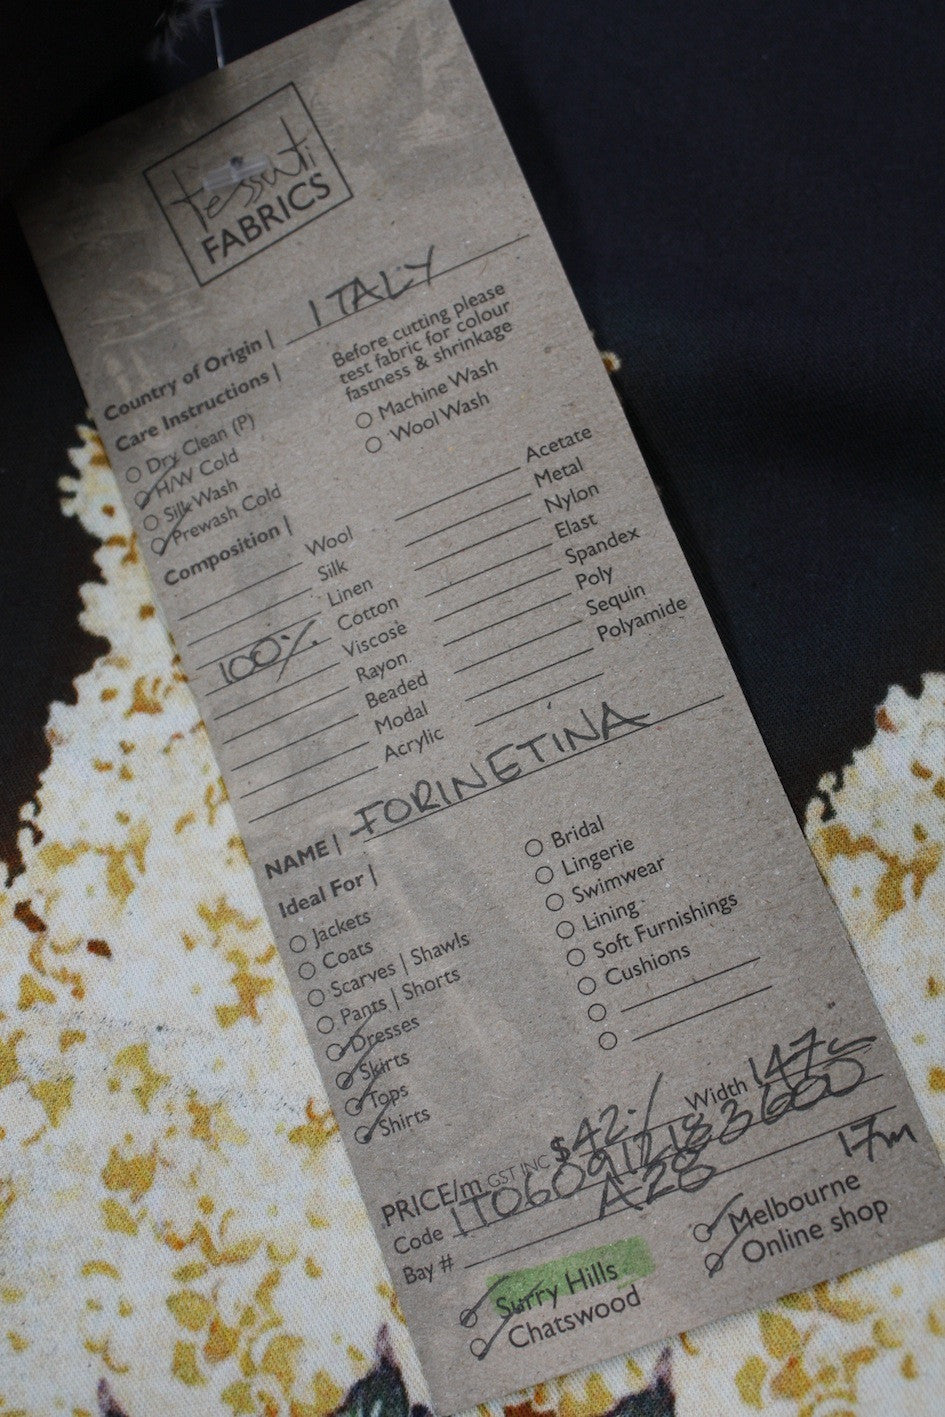 tessuti
FABRICS
Country of Origin | ITALY
Care Instructions |
Before cutting please
test fabric for colour
fastness & shrinkage
Dry Clean (P)
H/W Cold
Silk Wash
Prewash Cold
Machine Wash
Wool Wash
Composition |
Wool
Silk
Linen
100% Cotton
Viscose
Rayon
Beaded
Modal
Acrylic
Acetate
Metal
Nylon
Elast
Spandex
Poly
Sequin
Polyamide
NAME | FORINETINA
Ideal For |
Jackets
Coats
Scarves | Shawls
Pants | Shorts
Dresses
Skirts
Tops
Shirts
Bridal
Lingerie
Swimwear
Lining
Soft Furnishings
Cushions
PRICE/m GST INC $42.- Width 147c
Code 1T060912183600
Bay # A28 17m
Surry Hills
Chatswood
Melbourne
Online shop